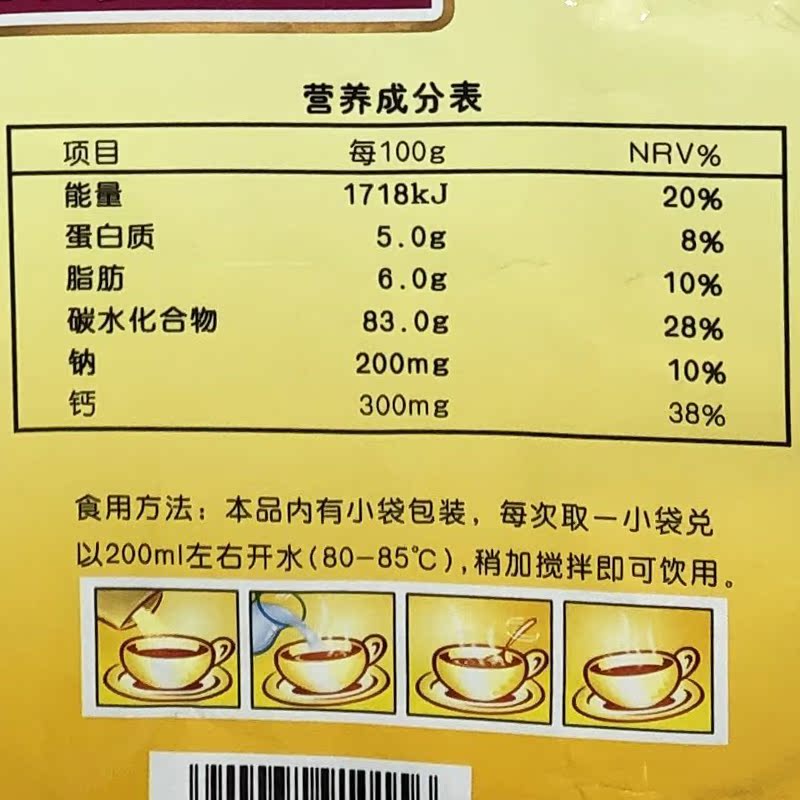 营养成分表
项目 每100g NRV%
能量 1718kJ 20%
蛋白质 5.0g 8%
脂肪 6.0g 10%
碳水化合物 83.0g 28%
钠 200mg 10%
钙 300mg 38%
食用方法：本品内有小袋包装，每次取一小袋兑
以200ml左右开水(80-85℃)，稍加搅拌即可饮用。